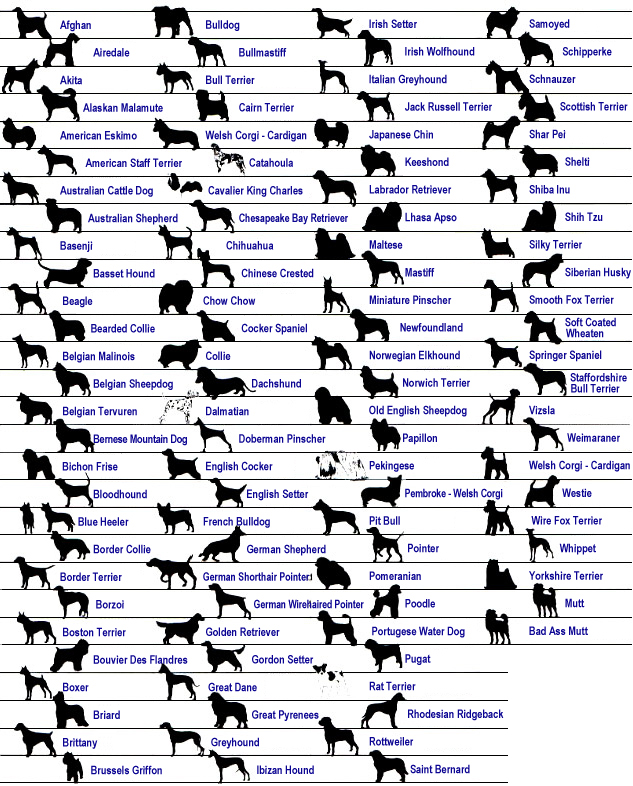 Afghan
Bulldog
Irish Setter
Samoyed
Airedale
Bullmastiff
Irish Wolfhound
Schipperke
Akita
Bull Terrier
Italian Greyhound
Schnauzer
Alaskan Malamute
Cairn Terrier
Jack Russell Terrier
Scottish Terrier
American Eskimo
Welsh Corgi - Cardigan
Japanese Chin
Shar Pei
American Staff Terrier
Catahoula
Keeshond
Shelti
Australian Cattle Dog
Cavalier King Charles
Labrador Retriever
Shiba Inu
Australian Shepherd
Chesapeake Bay Retriever
Lhasa Apso
Shih Tzu
Basenji
Chihuahua
Maltese
Silky Terrier
Basset Hound
Chinese Crested
Mastiff
Siberian Husky
Beagle
Chow Chow
Miniature Pinscher
Smooth Fox Terrier
Bearded Collie
Cocker Spaniel
Newfoundland
Soft Coated
Wheaten
Belgian Malinois
Collie
Norwegian Elkhound
Springer Spaniel
Belgian Sheepdog
Dachshund
Norwich Terrier
Staffordshire
Bull Terrier
Belgian Tervuren
Dalmatian
Old English Sheepdog
Vizsla
Bernese Mountain Dog
Doberman Pinscher
Papillon
Weimaraner
Bichon Frise
English Cocker
Pekingese
Welsh Corgi - Cardigan
Bloodhound
English Setter
Pembroke - Welsh Corgi
Westie
Blue Heeler
French Bulldog
Pit Bull
Wire Fox Terrier
Border Collie
German Shepherd
Pointer
Whippet
Border Terrier
German Shorthair Pointer
Pomeranian
Yorkshire Terrier
Borzoi
German Wirehaired Pointer
Poodle
Mutt
Boston Terrier
Golden Retriever
Portugese Water Dog
Bad Ass Mutt
Bouvier Des Flandres
Gordon Setter
Pugat
Boxer
Great Dane
Rat Terrier
Briard
Great Pyrenees
Rhodesian Ridgeback
Brittany
Greyhound
Rottweiler
Brussels Griffon
Ibizan Hound
Saint Bernard